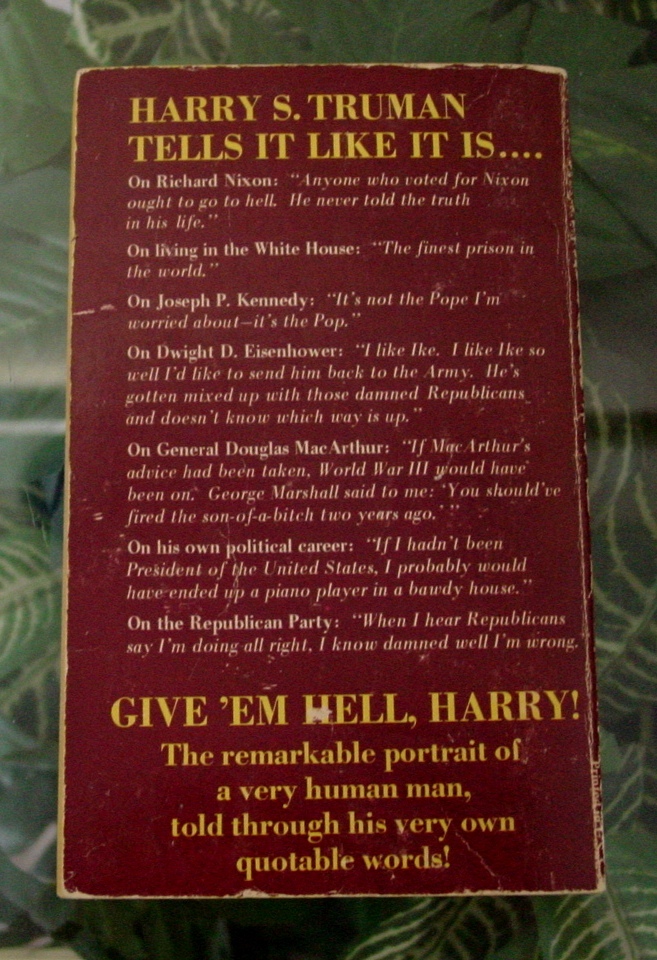 HARRY S. TRUMAN
TELLS IT LIKE IT IS....
On Richard Nixon: "Anyone who voted for Nixon
ought to go to hell. He never told the truth
in his life."
On living in the White House: "The finest prison in
the world."
On Joseph P. Kennedy: "It's not the Pope I'm
worried about—it's the Pop."
On Dwight D. Eisenhower: "I like Ike. I like Ike so
well I'd like to send him back to the Army. He's
gotten mixed up with those damned Republicans
and doesn't know which way is up."
On General Douglas MacArthur: "If MacArthur's
advice had been taken, World War III would have
been on. George Marshall said to me: 'You should've
fired the son-of-a-bitch two years ago.' "
On his own political career: "If I hadn't been
President of the United States, I probably would
have ended up a piano player in a bawdy house."
On the Republican Party: "When I hear Republicans
say I'm doing all right, I know damned well I'm wrong.
GIVE 'EM HELL, HARRY!
The remarkable portrait of
a very human man,
told through his very own
quotable words!